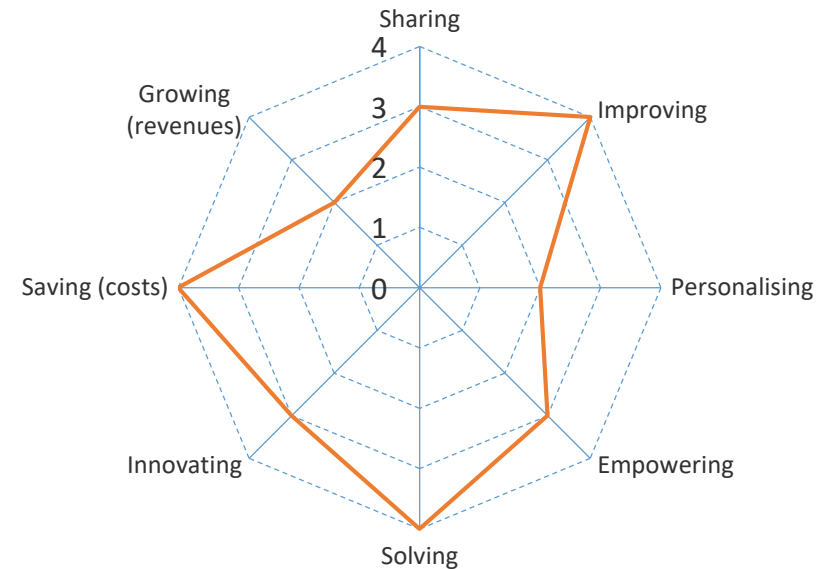 Sharing
4
Growing
(revenues)
3
Improving
2
1
Saving (costs)
0
Personalising
Innovating
Empowering
Solving